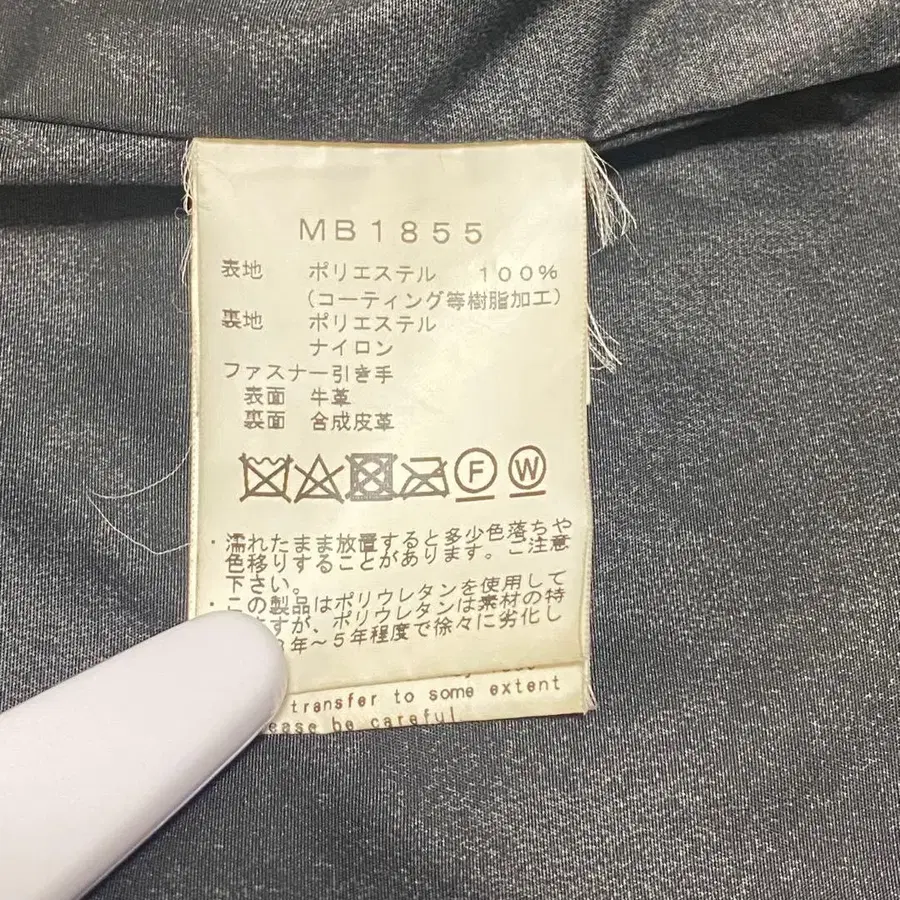 MB1855
表地 ポリエステル 100%
(コーティング等樹脂加工)
裏地 ポリエステル
ナイロン
ファスナー引き手
表面 牛革
裏面 合成皮革
F W
・濡れたまま放置すると多少色落ちや
色移りすることがあります。ご注意
下さい。
・この製品はポリウレタンを使用して
ますが、ポリウレタンは素材の特
年～5年程度で徐々に劣化し
transfer to some extent
be careful